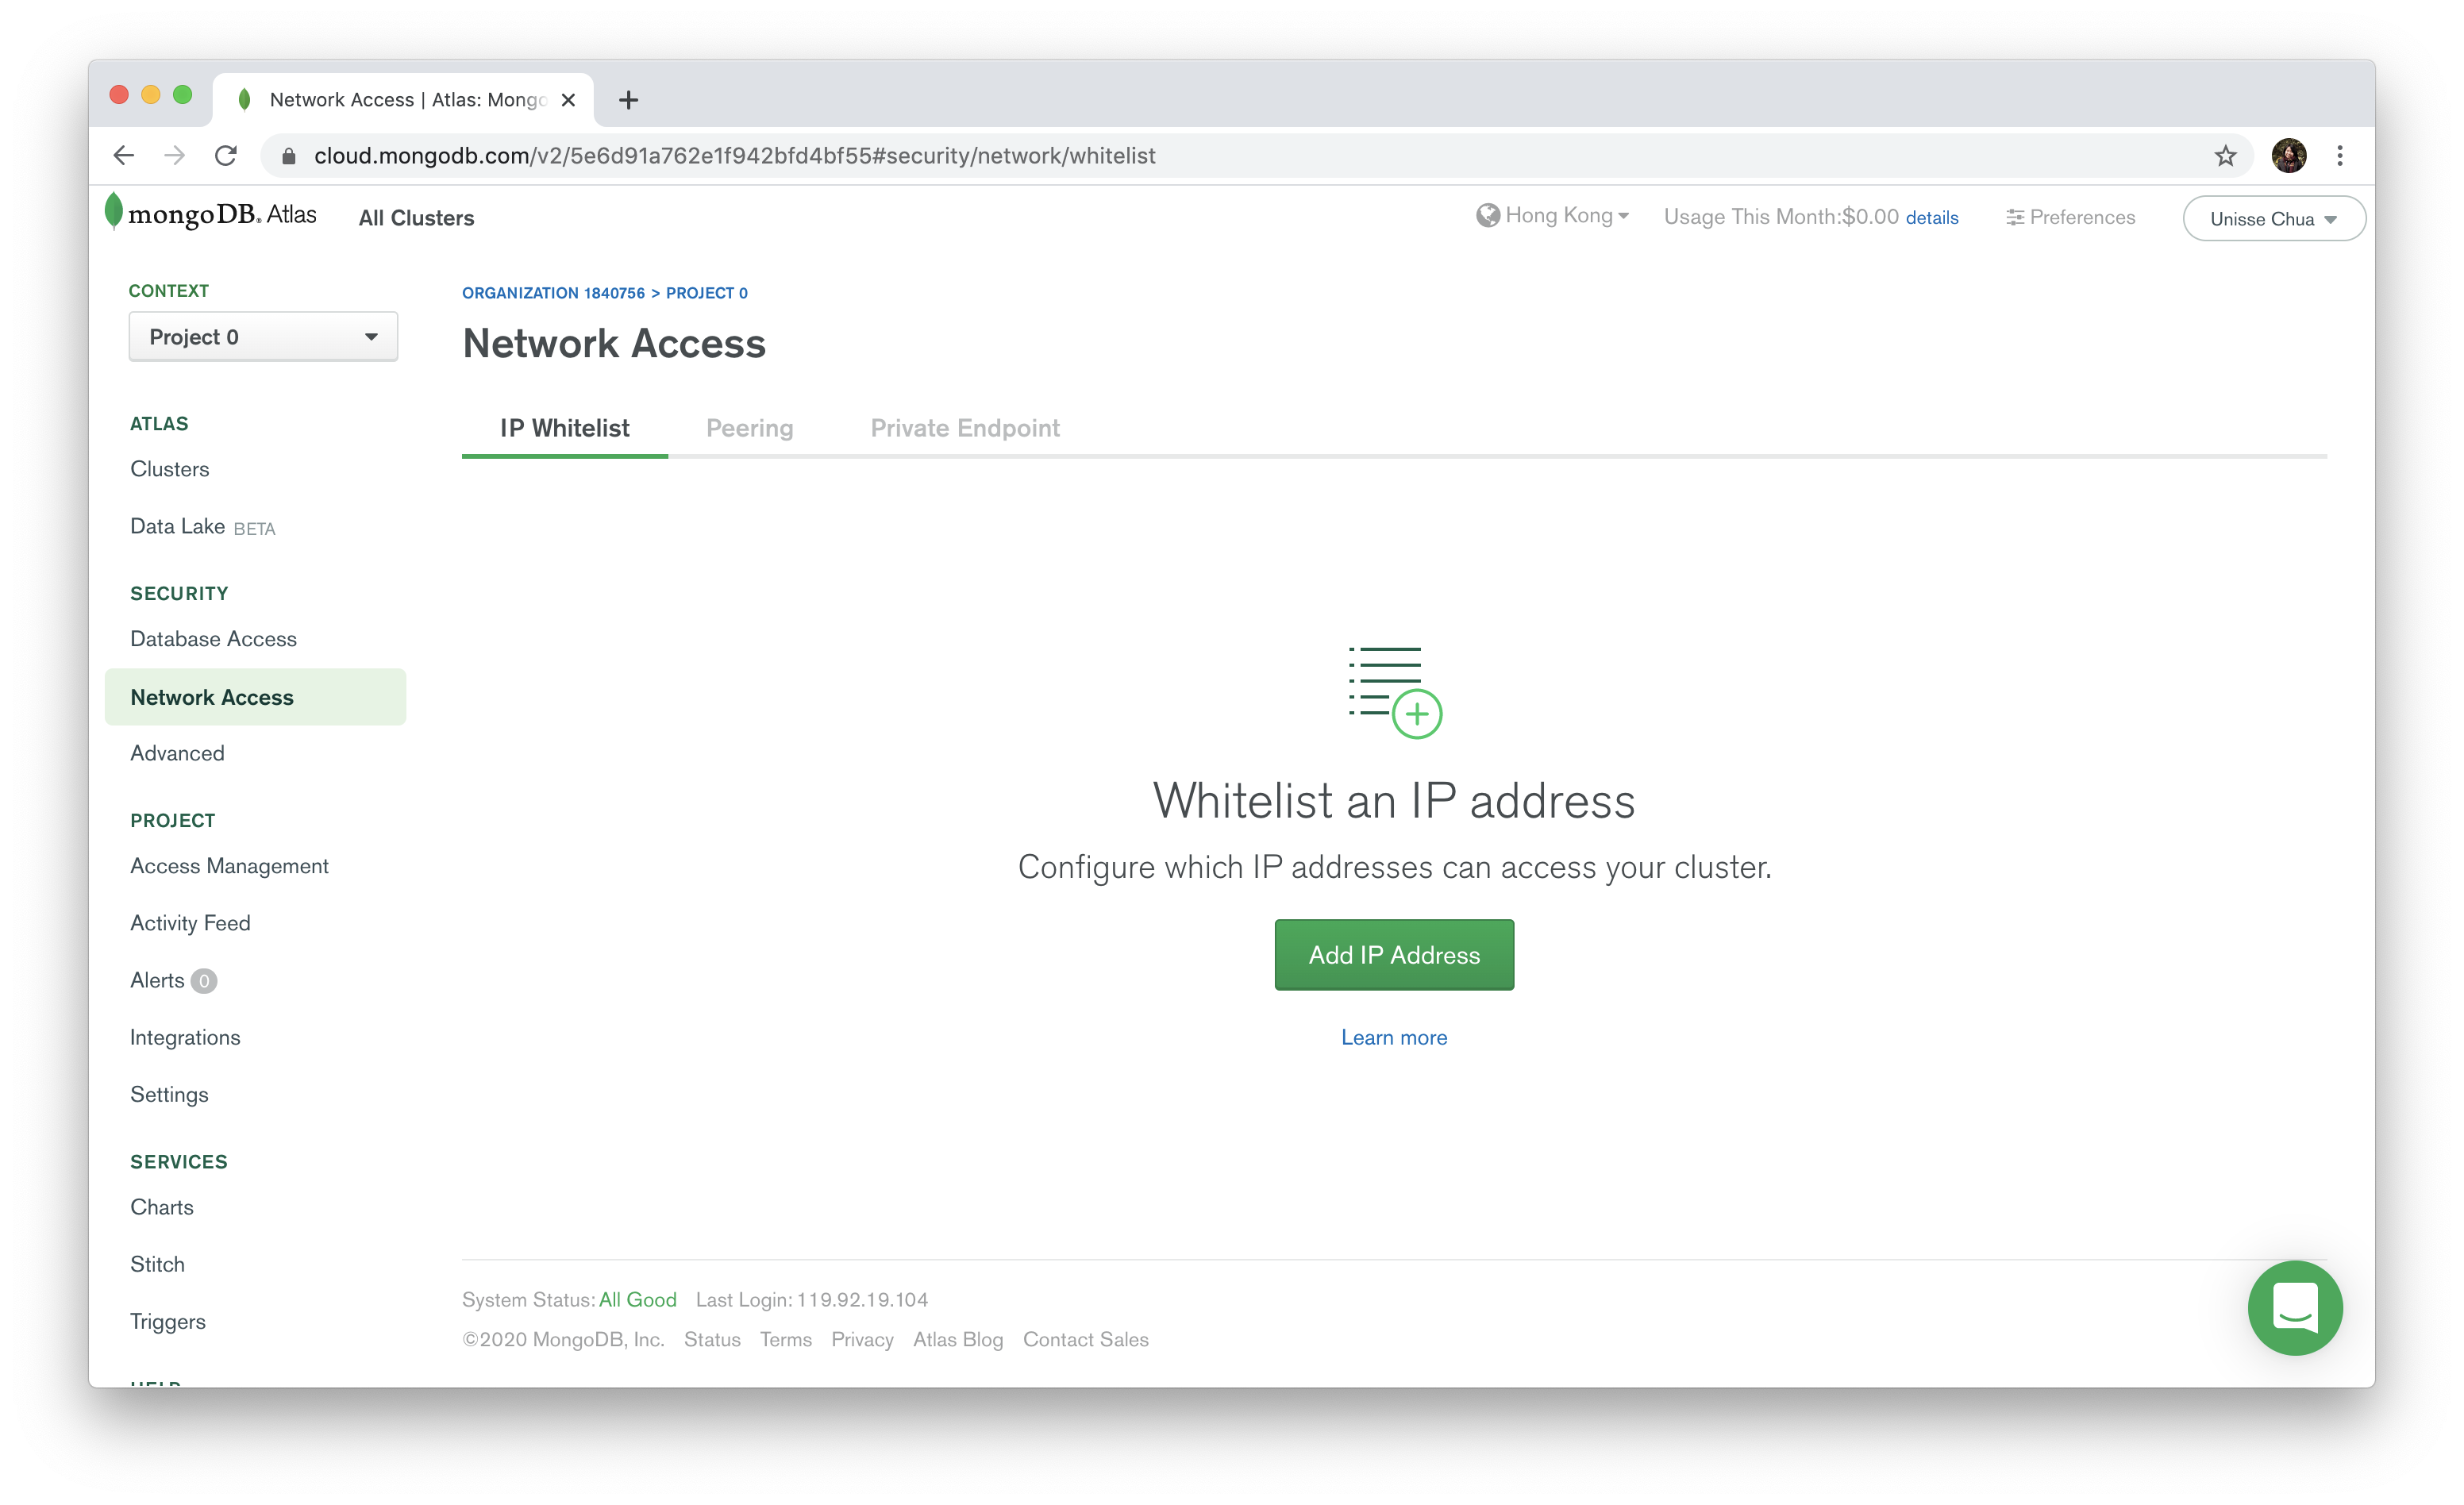 Network Access | Atlas: Mongo
cloud.mongodb.com/v2/5e6d91a762e1f942bfd4bf55#security/network/whitelist
mongoDB. Atlas
All Clusters
Hong Kong
Usage This Month:$0.00 details
Preferences
Unisse Chua
CONTEXT
Project 0
ATLAS
Clusters
Data Lake BETA
SECURITY
Database Access
Network Access
Advanced
PROJECT
Access Management
Activity Feed
Alerts 0
Integrations
Settings
SERVICES
Charts
Stitch
Triggers
ORGANIZATION 1840756 > PROJECT 0
Network Access
IP Whitelist
Peering
Private Endpoint
Whitelist an IP address
Configure which IP addresses can access your cluster.
Add IP Address
Learn more
System Status: All Good Last Login: 119.92.19.104
©2020 MongoDB, Inc. Status Terms Privacy Atlas Blog Contact Sales